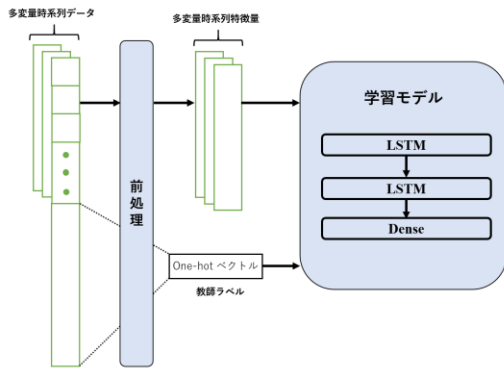 多変量時系列データ
多変量時系列特徴量
学習モデル
LSTM
LSTM
Dense
前処理
One-hot ベクトル
教師ラベル